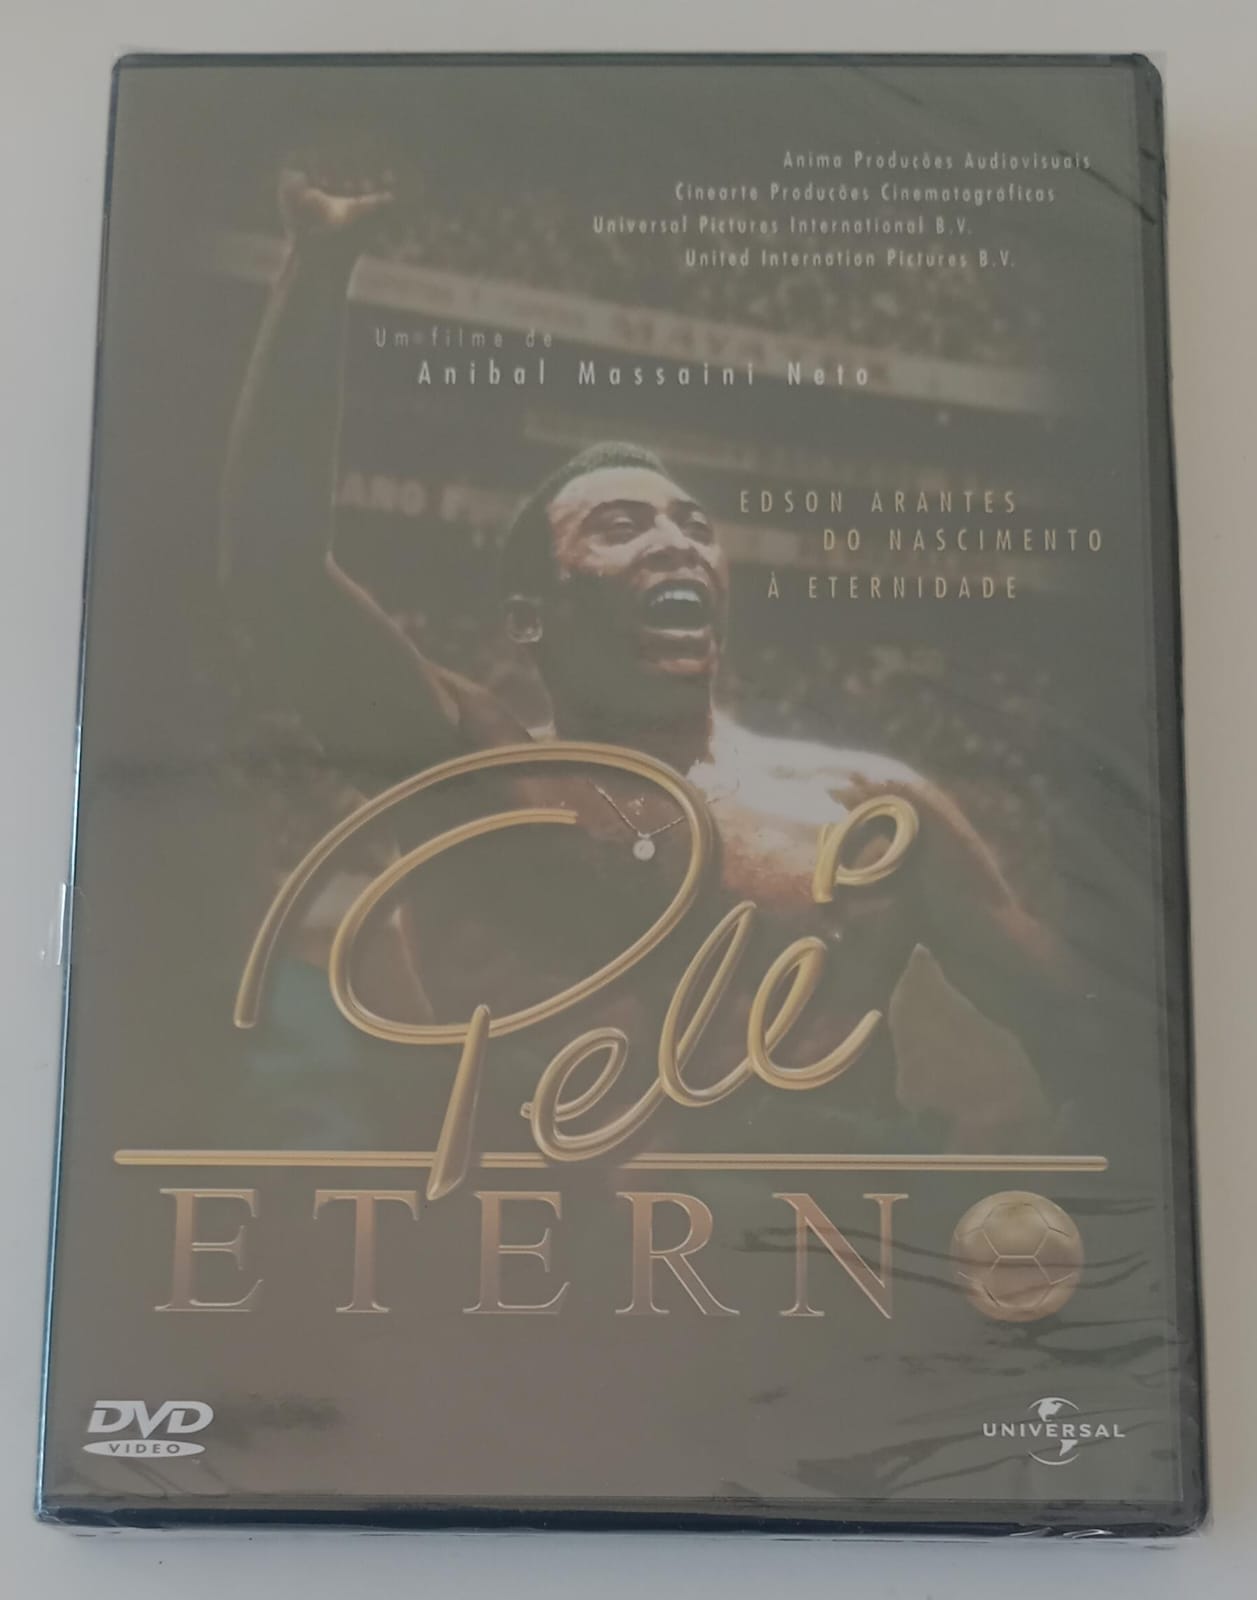 Anima Produções Audiovisuais
Cinearte Produções Cinematográficas
Universal Pictures International B.V.
United Internation Pictures B.V.
Um filme de
Anibal Massaini Neto
EDSON ARANTES
DO NASCIMENTO
À ETERNIDADE
Pelé
ETERNO
DVD
VIDEO
UNIVERSAL